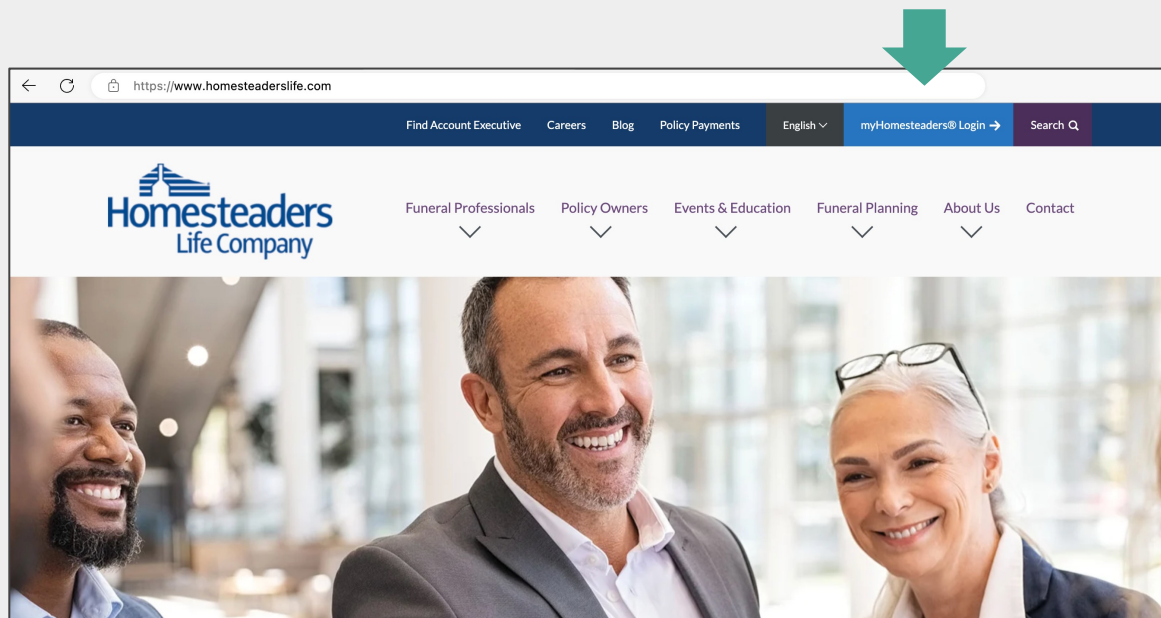 https://www.homesteaderslife.com
Find Account Executive Careers Blog Policy Payments English myHomesteaders® Login → Search
Homesteaders
Life Company
Funeral Professionals Policy Owners Events & Education Funeral Planning About Us Contact